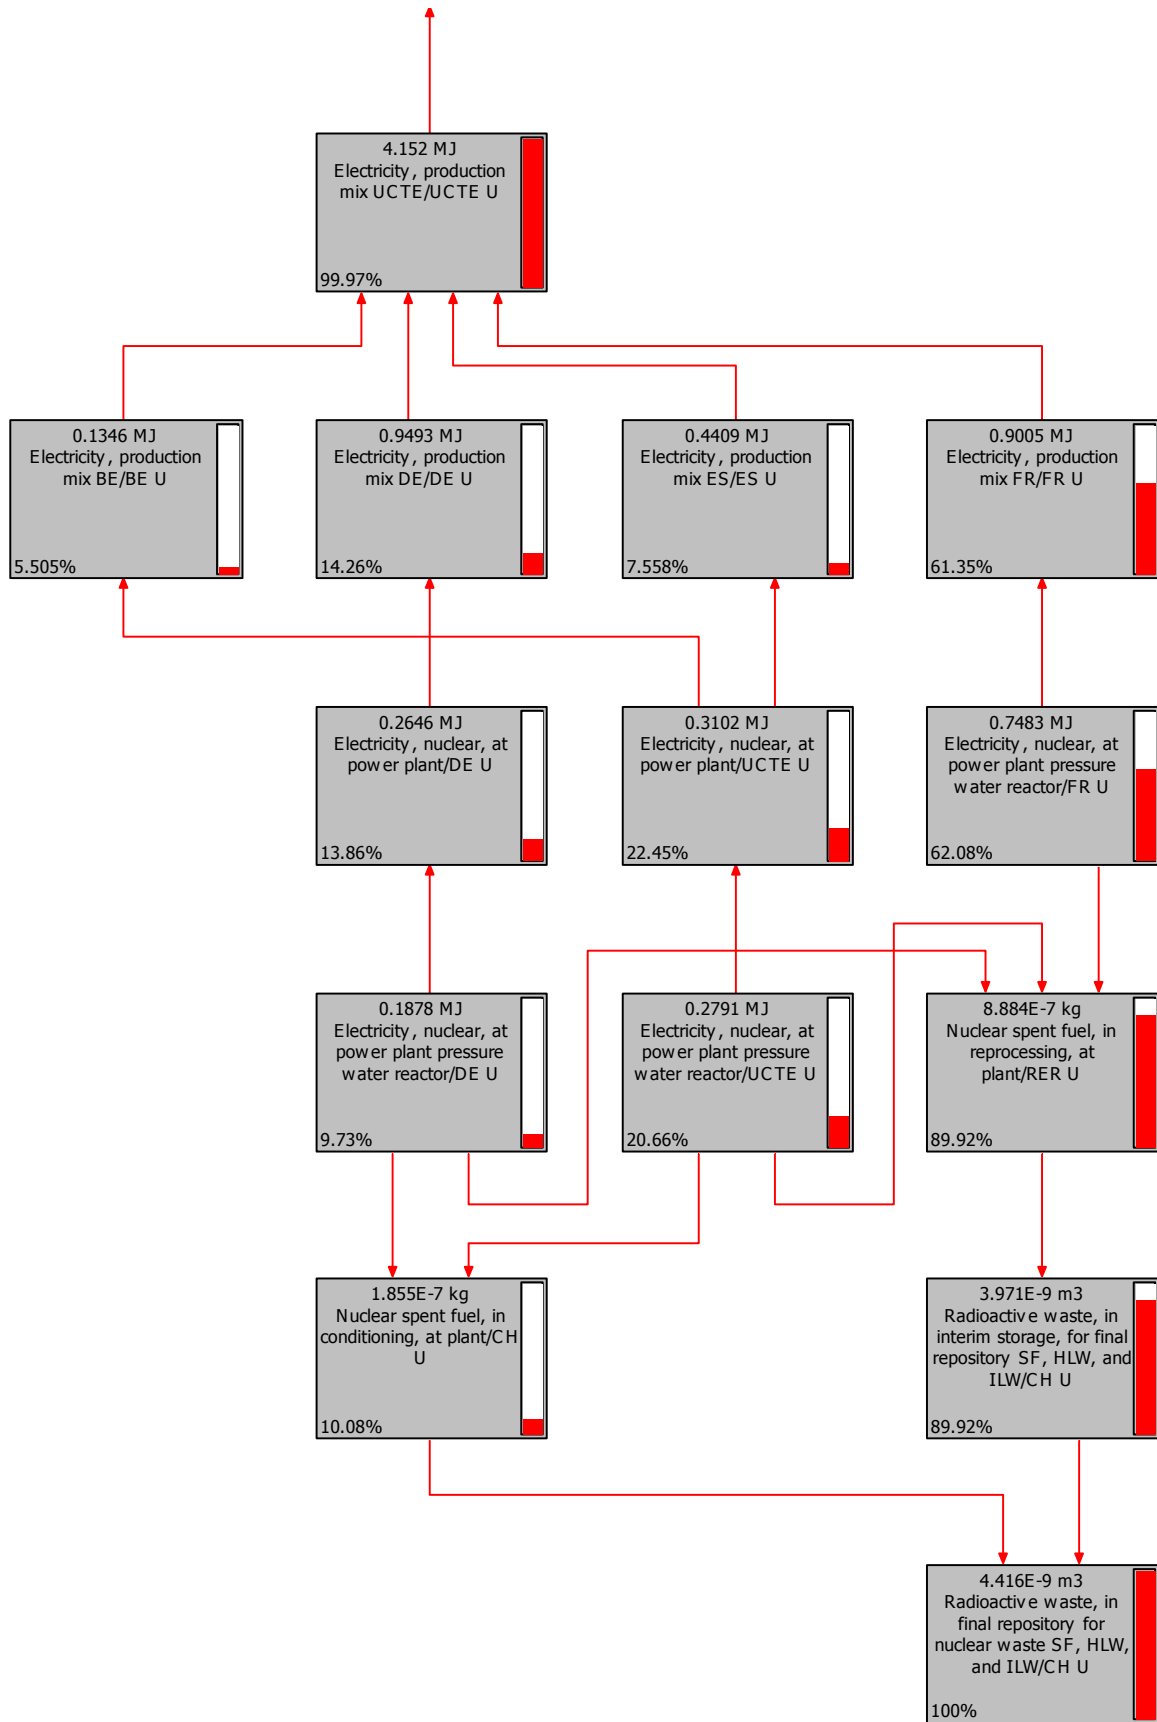 4.152 MJ
Electricity, production
mix UCTE/UCTE U
99.97%
0.1346 MJ
Electricity, production
mix BE/BE U
5.505%
0.9493 MJ
Electricity, production
mix DE/DE U
14.26%
0.4409 MJ
Electricity, production
mix ES/ES U
7.558%
0.9005 MJ
Electricity, production
mix FR/FR U
61.35%
0.2646 MJ
Electricity, nuclear, at
power plant/DE U
13.86%
0.3102 MJ
Electricity, nuclear, at
power plant/UCTE U
22.45%
0.7483 MJ
Electricity, nuclear, at
power plant pressure
water reactor/FR U
62.08%
0.1878 MJ
Electricity, nuclear, at
power plant pressure
water reactor/DE U
9.73%
0.2791 MJ
Electricity, nuclear, at
power plant pressure
water reactor/UCTE U
20.66%
8.884E-7 kg
Nuclear spent fuel, in
reprocessing, at
plant/RER U
89.92%
1.855E-7 kg
Nuclear spent fuel, in
conditioning, at plant/CH
U
10.08%
3.971E-9 m3
Radioactive waste, in
interim storage, for final
repository SF, HLW, and
ILW/CH U
89.92%
4.416E-9 m3
Radioactive waste, in
final repository for
nuclear waste SF, HLW,
and ILW/CH U
100%